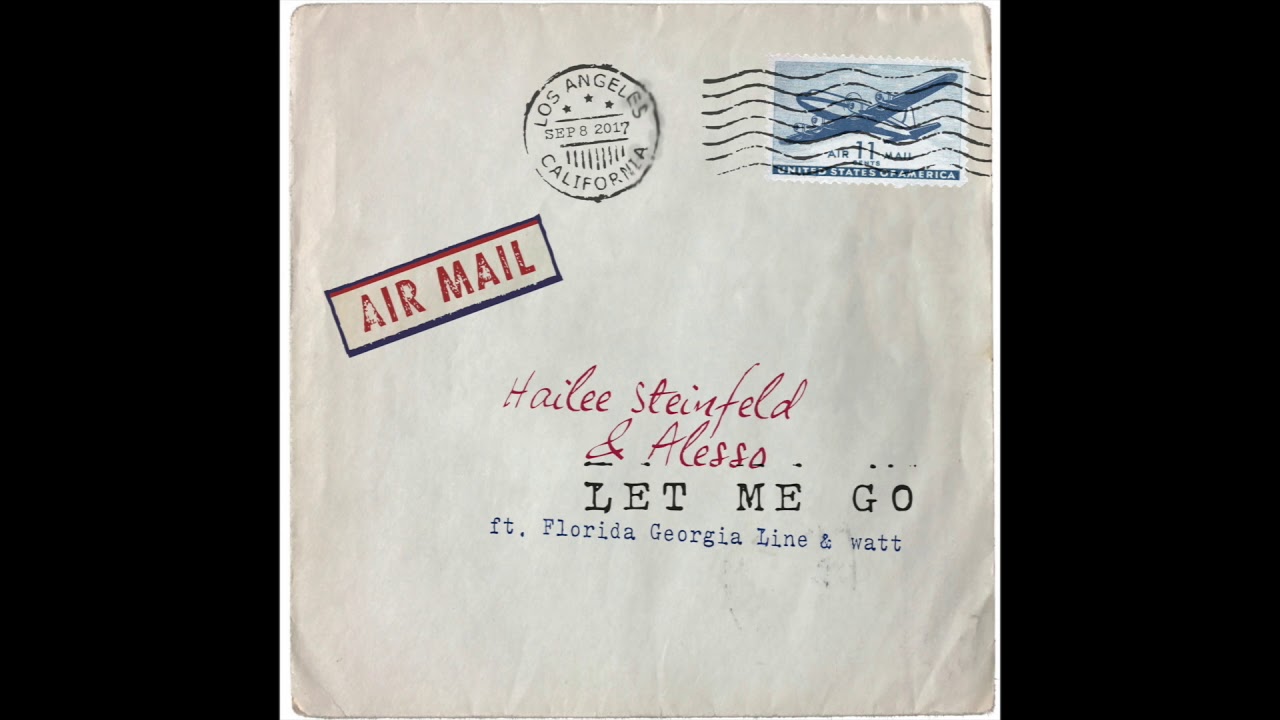 LOS ANGELES
SEP 8 2017
CALIFORNIA
AIR 11 MAIL
CENTS
UNITED STATES OF AMERICA
AIR MAIL
Hailee Steinfeld
& Alesso
LET ME GO
ft. Florida Georgia Line & watt